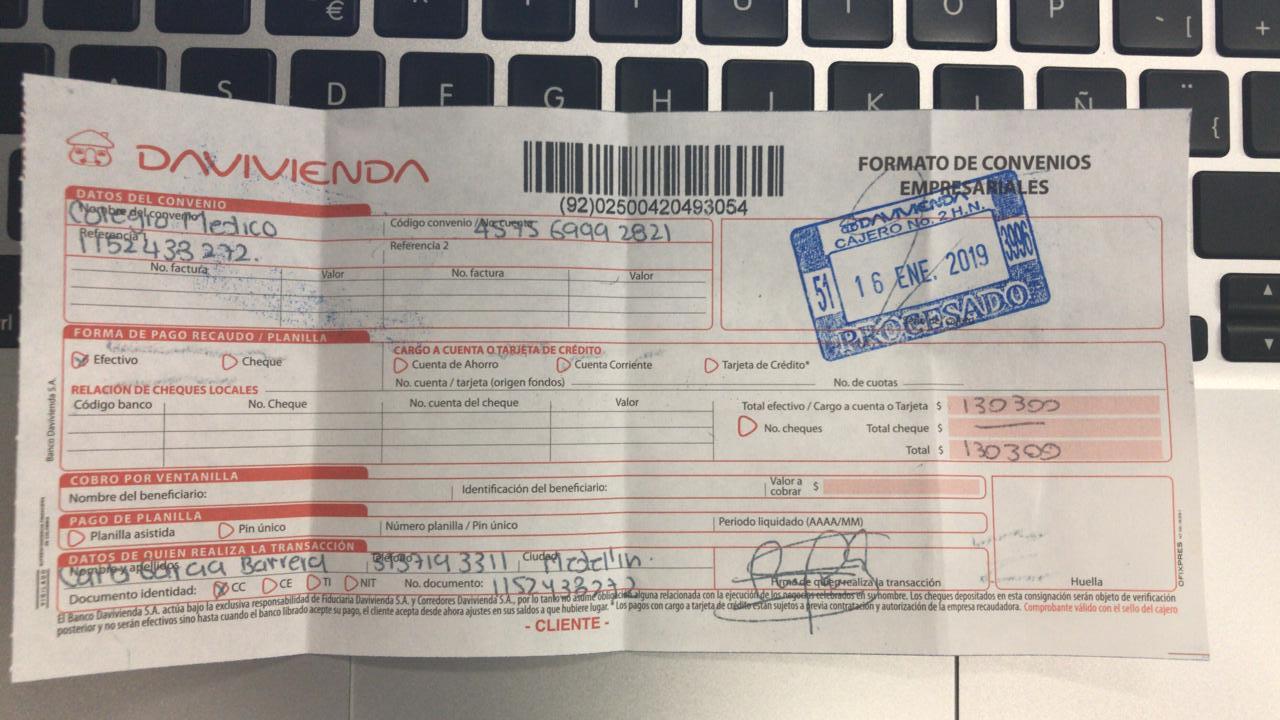 DAVIVIENDA
(92)02500420493054
FORMATO DE CONVENIOS
EMPRESARIALES
DAVIVIENDA
CAJERO No. 2 H.N.
51 16 ENE. 2019 3996
PROCESADO
DATOS DEL CONVENIO
Nombre del convenio Colegio Medico
Código convenio / No. cuenta 4575 6999 2821
Referencia 1 1152433272.
Referencia 2
No. factura Valor No. factura Valor
FORMA DE PAGO RECAUDO / PLANILLA
Efectivo Cheque
CARGO A CUENTA O TARJETA DE CRÉDITO
Cuenta de Ahorro Cuenta Corriente Tarjeta de Crédito*
No. cuenta / tarjeta (origen fondos) No. de cuotas
RELACIÓN DE CHEQUES LOCALES
Código banco No. Cheque No. cuenta del cheque Valor
Total efectivo / Cargo a cuenta o Tarjeta $ 130300
No. cheques Total cheque $
Total $ 130300
COBRO POR VENTANILLA
Nombre del beneficiario: Identificación del beneficiario: Valor a cobrar $
PAGO DE PLANILLA
Planilla asistida Pin único Número planilla / Pin único Periodo liquidado (AAAA/MM)
DATOS DE QUIEN REALIZA LA TRANSACCIÓN
Nombre y apellidos Garcia Barrera Teléfono 3137193311 Ciudad Medellin.
Documento identidad: CC CE TI NIT No. documento: 1152433272
Firma de quien realiza la transacción
Huella
El Banco Davivienda S.A. actúa bajo la exclusiva responsabilidad de Fiduciaria Davivienda S.A. y Corredores Davivienda S.A., por lo tanto no asume obligación alguna relacionada con la ejecución de los negocios celebrados en su nombre. Los cheques depositados en esta consignación serán objeto de verificación
posterior y no serán efectivos sino hasta cuando el banco librado acepte su pago, el cliente acepta desde ahora ajustes en sus saldos a que hubiere lugar. * Los pagos con cargo a tarjeta de crédito están sujetos a previa contratación y autorización de la empresa recaudadora. Comprobante válido con el sello del cajero
- CLIENTE -
Banco Davivienda S.A.
VIGILADO
€
O P [ +
S D F G H J K L Ñ {